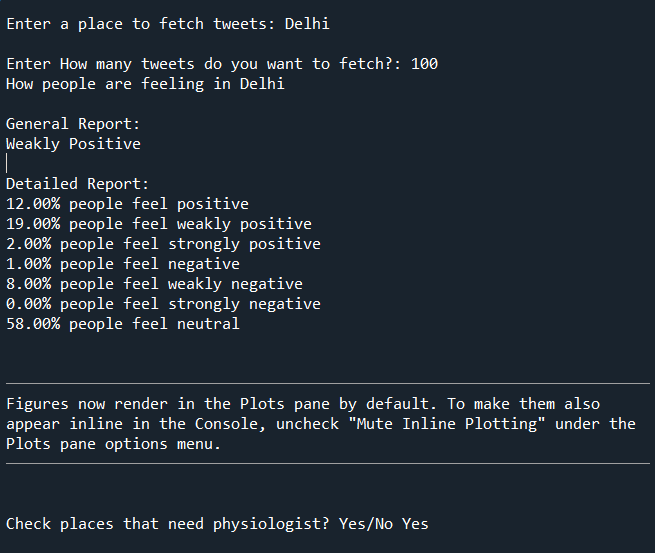 Enter a place to fetch tweets: Delhi
Enter How many tweets do you want to fetch?: 100
How people are feeling in Delhi
General Report:
Weakly Positive
Detailed Report:
12.00% people feel positive
19.00% people feel weakly positive
2.00% people feel strongly positive
1.00% people feel negative
8.00% people feel weakly negative
0.00% people feel strongly negative
58.00% people feel neutral
Figures now render in the Plots pane by default. To make them also
appear inline in the Console, uncheck "Mute Inline Plotting" under the
Plots pane options menu.
Check places that need physiologist? Yes/No Yes